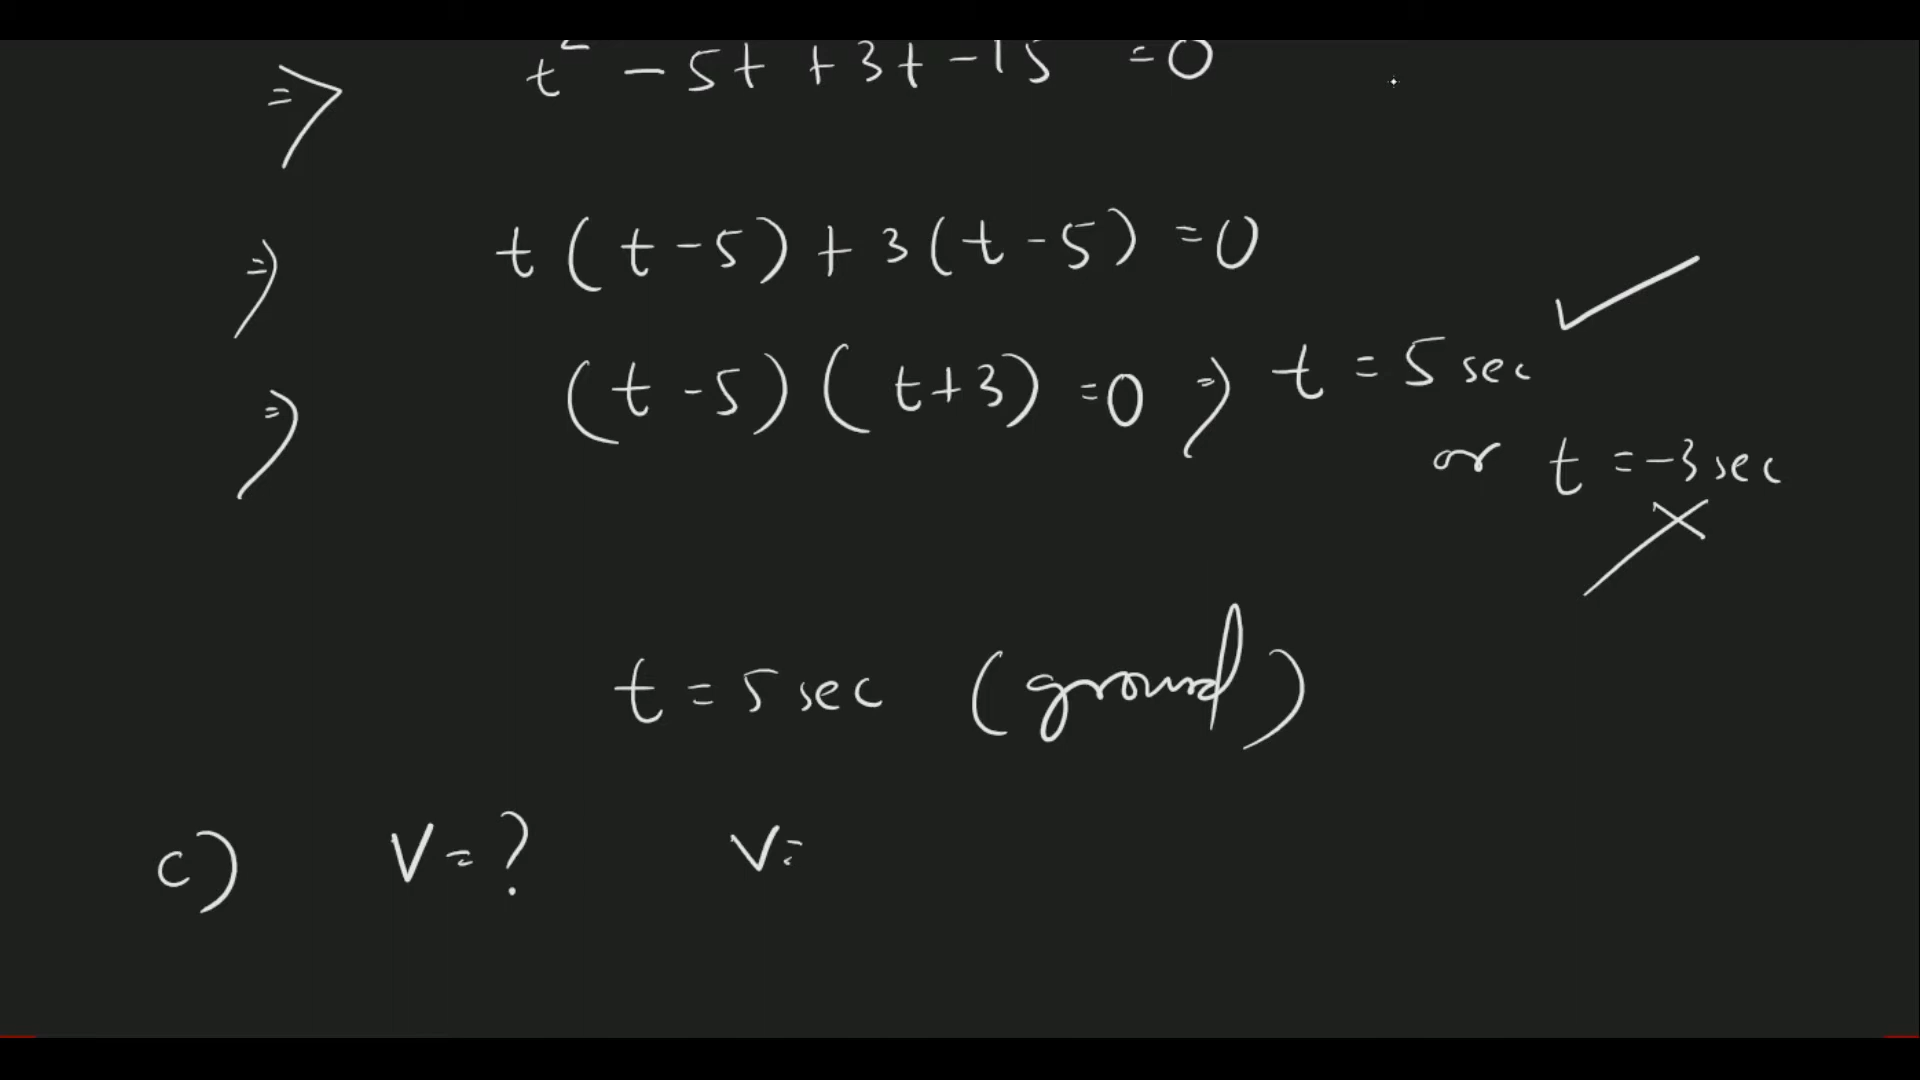 => t² - 5t + 3t - 15 = 0
=> t(t - 5) + 3(t - 5) = 0
=> (t - 5)(t + 3) = 0 => t = 5 sec ✓
or t = -3 sec ✗
t = 5 sec (ground)
c) V = ? V =